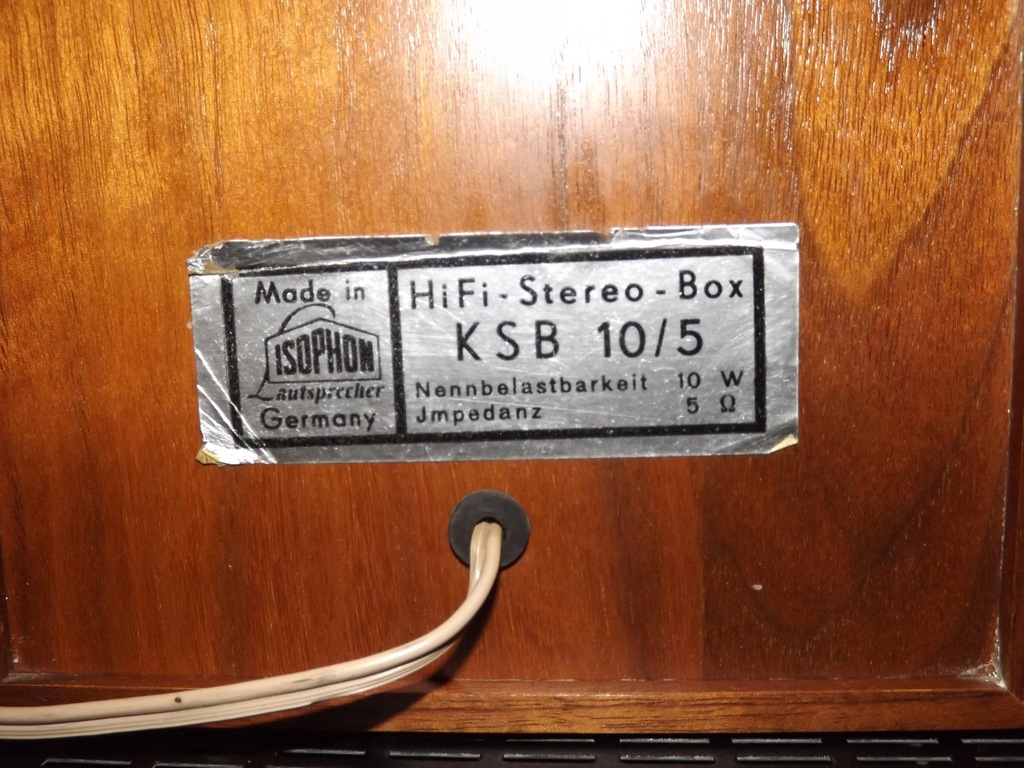 Made in
ISOPHON
Lautsprecher
Germany
HiFi-Stereo-Box
KSB 10/5
Nennbelastbarkeit 10 W
Jmpedanz 5 Ω